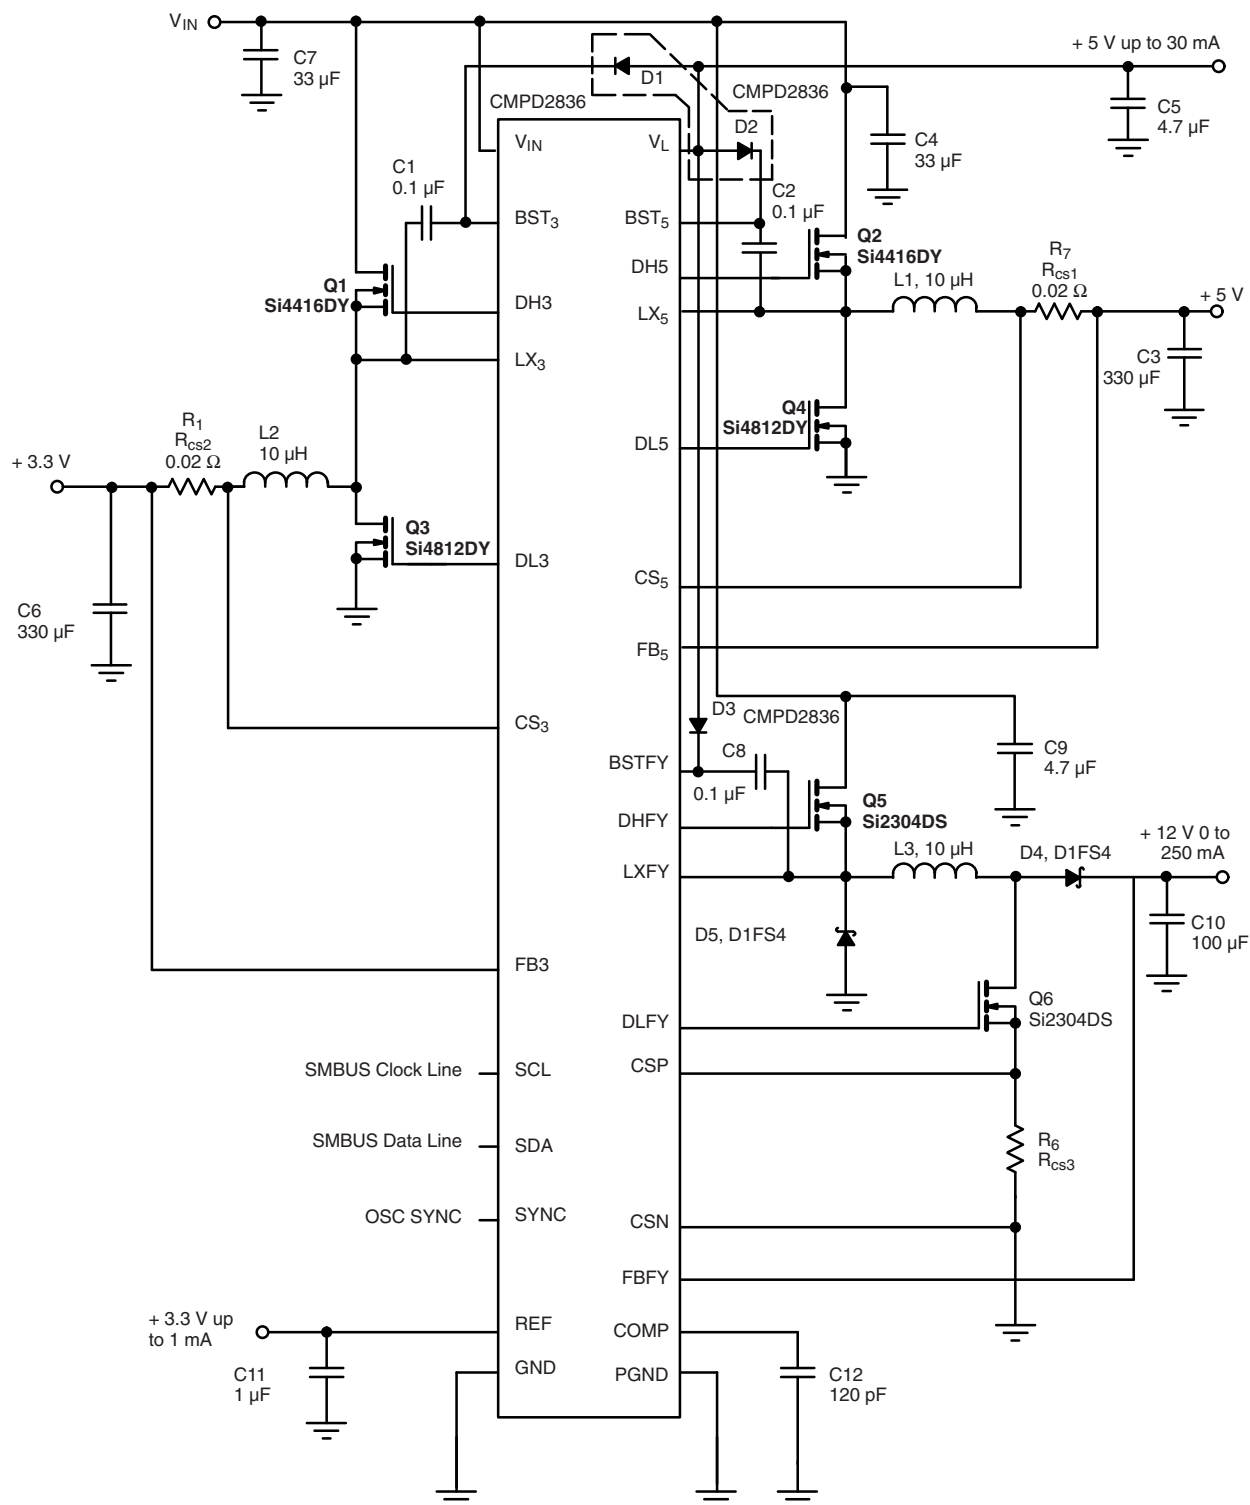 V_IN
C7
33 µF
D1
+ 5 V up to 30 mA
CMPD2836
C5
4.7 µF
CMPD2836
D2
C4
33 µF
V_IN
V_L
C1
0.1 µF
C2
0.1 µF
BST_3
BST_5
Q2
Si4416DY
DH5
R_7
R_cs1
0.02 Ω
L1, 10 µH
Q1
Si4416DY
DH3
LX_5
+ 5 V
LX_3
C3
330 µF
Q4
Si4812DY
DL5
R_1
R_cs2
0.02 Ω
L2
10 µH
+ 3.3 V
Q3
Si4812DY
DL3
CS_5
C6
330 µF
FB_5
D3
CMPD2836
CS_3
C8
C9
4.7 µF
BSTFY
0.1 µF
Q5
Si2304DS
DHFY
+ 12 V 0 to
250 mA
L3, 10 µH
D4, D1FS4
LXFY
C10
100 µF
D5, D1FS4
FB3
Q6
Si2304DS
DLFY
CSP
SMBUS Clock Line
SCL
SMBUS Data Line
SDA
R_6
R_cs3
OSC SYNC
SYNC
CSN
FBFY
+ 3.3 V up
to 1 mA
REF
COMP
GND
PGND
C11
1 µF
C12
120 pF